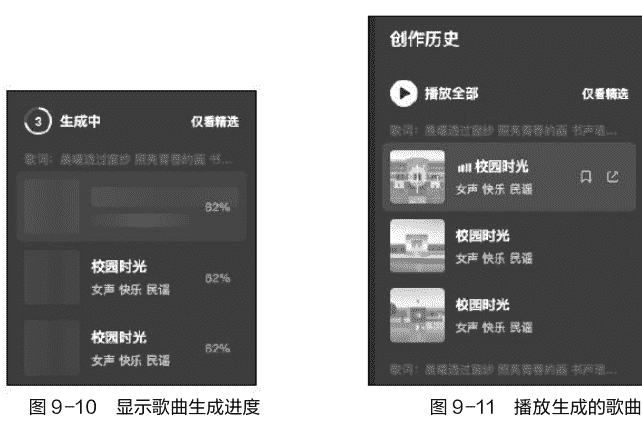 3 生成中 仅看精选
歌词：晨曦透过窗纱 照亮青春的画 书...
62%
校园时光
女声 快乐 民谣
62%
校园时光
女声 快乐 民谣
62%
图 9-10 显示歌曲生成进度
创作历史
播放全部 仅看精选
歌词：晨曦透过窗纱 照亮青春的画 书声琅...
校园时光
女声 快乐 民谣
校园时光
女声 快乐 民谣
校园时光
女声 快乐 民谣
歌词：晨曦透过窗纱 照亮青春的画 书声琅...
图 9-11 播放生成的歌曲